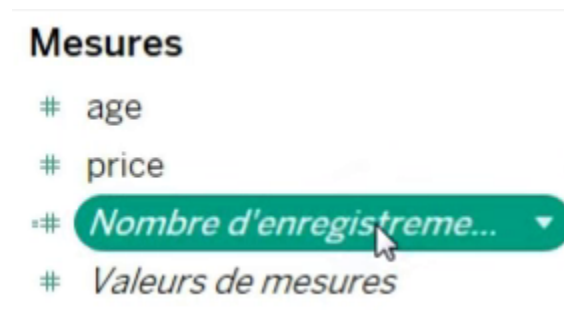 Mesures
# age
# price
=# Nombre d'enregistreme...
# Valeurs de mesures